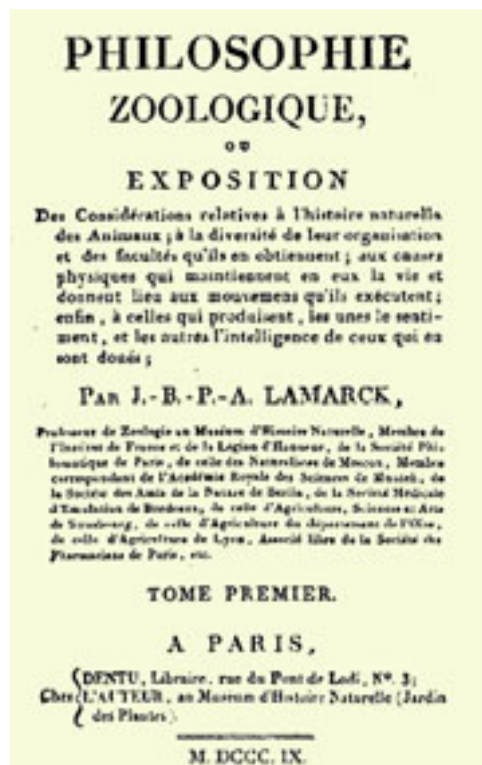 PHILOSOPHIE
ZOOLOGIQUE,
OU
EXPOSITION
Des Considérations relatives à l'histoire naturelle
des Animaux ; à la diversité de leur organisation
et des facultés qu'ils en obtiennent ; aux causes
physiques qui maintiennent en eux la vie et
donnent lieu aux mouvemens qu'ils exécutent ;
enfin, à celles qui produisent, les unes le senti-
ment, et les autres l'intelligence de ceux qui en
sont doués ;
PAR J.-B.-P.-A. LAMARCK,
Professeur de Zoologie au Muséum d'Histoire Naturelle, Membre de
l'Institut de France et de la Légion d'Honneur, de la Société Phi-
lomatique de Paris, de celle des Naturalistes de Moscou, Membre
correspondant de l'Académie Royale des Sciences de Munich, de
la Société des Amis de la Nature de Berlin, de la Société Médicale
d'Emulation de Bordeaux, de celle d'Agriculture, Sciences et Arts
de Strasbourg, de celle d'Agriculture du département de l'Oise,
de celle d'Agriculture de Lyon, Associé libre de la Société des
Pharmaciens de Paris, etc.
TOME PREMIER.
A PARIS,
DENTU, Libraire, rue du Pont de Lodi, Nº. 3;
Chez L'AUTEUR, au Museum d'Histoire Naturelle (Jardin
des Plantes).
M. DCCC. IX.